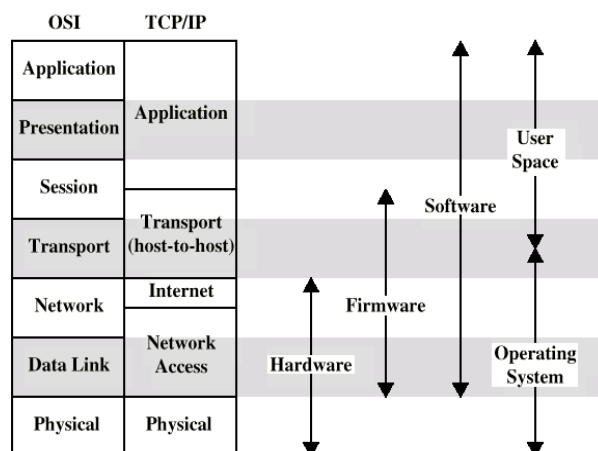 OSI TCP/IP
Application
Presentation
Session
Transport
Network
Data Link
Physical
Application
Transport
(host-to-host)
Internet
Network
Access
Physical
Hardware
Firmware
Software
User
Space
Operating
System